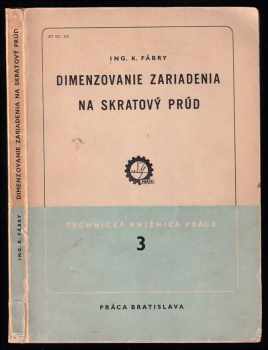 ING. K. FÁBRY
DIMENZOVANIE ZARIADENIA
NA SKRATOVÝ PRÚD
TECHNICKÁ KNIŽNICA PRÁCE
3
PRÁCA BRATISLAVA
DIMENZOVANIE ZARIADENIA NA SKRATOVÝ PRÚD
ING. K. FÁBRY